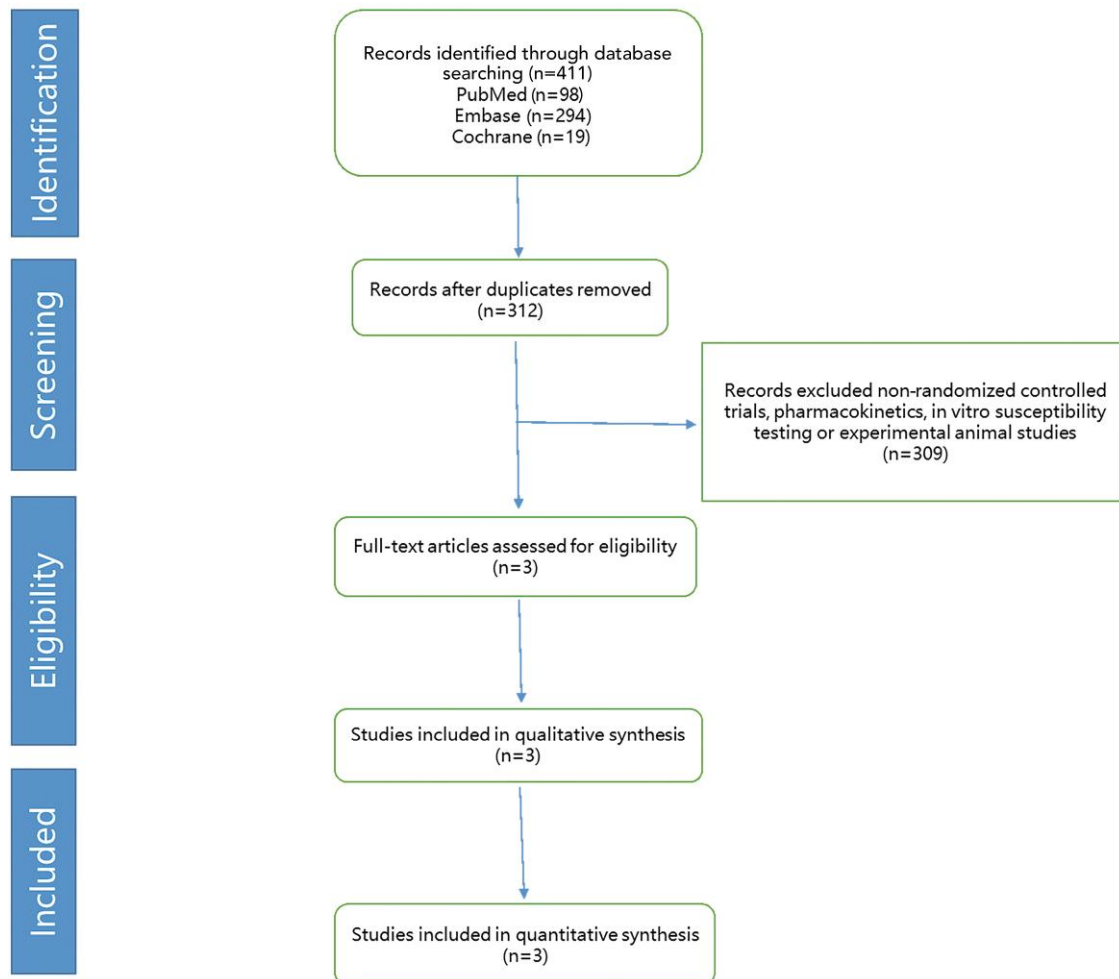 Identification
Records identified through database
searching (n=411)
PubMed (n=98)
Embase (n=294)
Cochrane (n=19)
Screening
Records after duplicates removed
(n=312)
Records excluded non-randomized controlled
trials, pharmacokinetics, in vitro susceptibility
testing or experimental animal studies
(n=309)
Eligibility
Full-text articles assessed for eligibility
(n=3)
Studies included in qualitative synthesis
(n=3)
Included
Studies included in quantitative synthesis
(n=3)